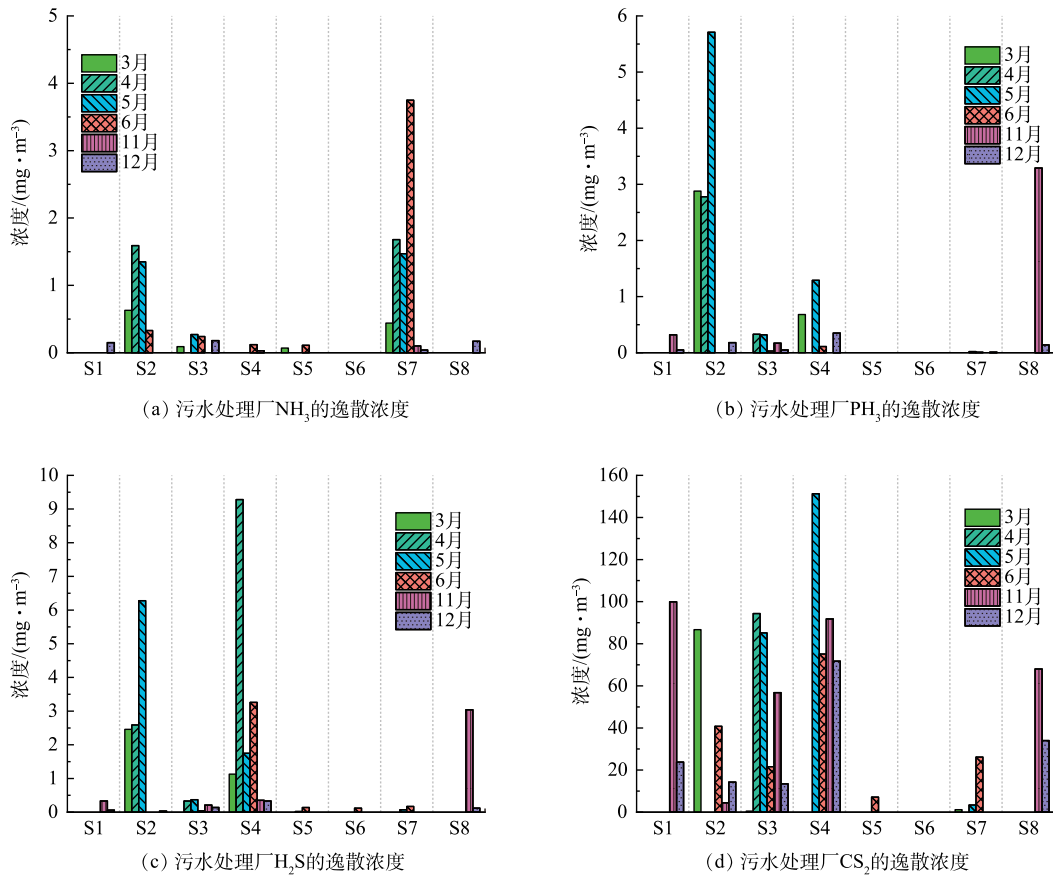 浓度/(mg·m⁻³)
5
4
3
2
1
0
3月
4月
5月
6月
11月
12月
S1 S2 S3 S4 S5 S6 S7 S8
(a) 污水处理厂NH₃的逸散浓度
浓度/(mg·m⁻³)
6
5
4
3
2
1
0
3月
4月
5月
6月
11月
12月
S1 S2 S3 S4 S5 S6 S7 S8
(b) 污水处理厂PH₃的逸散浓度
浓度/(mg·m⁻³)
10
9
8
7
6
5
4
3
2
1
0
3月
4月
5月
6月
11月
12月
S1 S2 S3 S4 S5 S6 S7 S8
(c) 污水处理厂H₂S的逸散浓度
浓度/(mg·m⁻³)
160
140
120
100
80
60
40
20
0
3月
4月
5月
6月
11月
12月
S1 S2 S3 S4 S5 S6 S7 S8
(d) 污水处理厂CS₂的逸散浓度